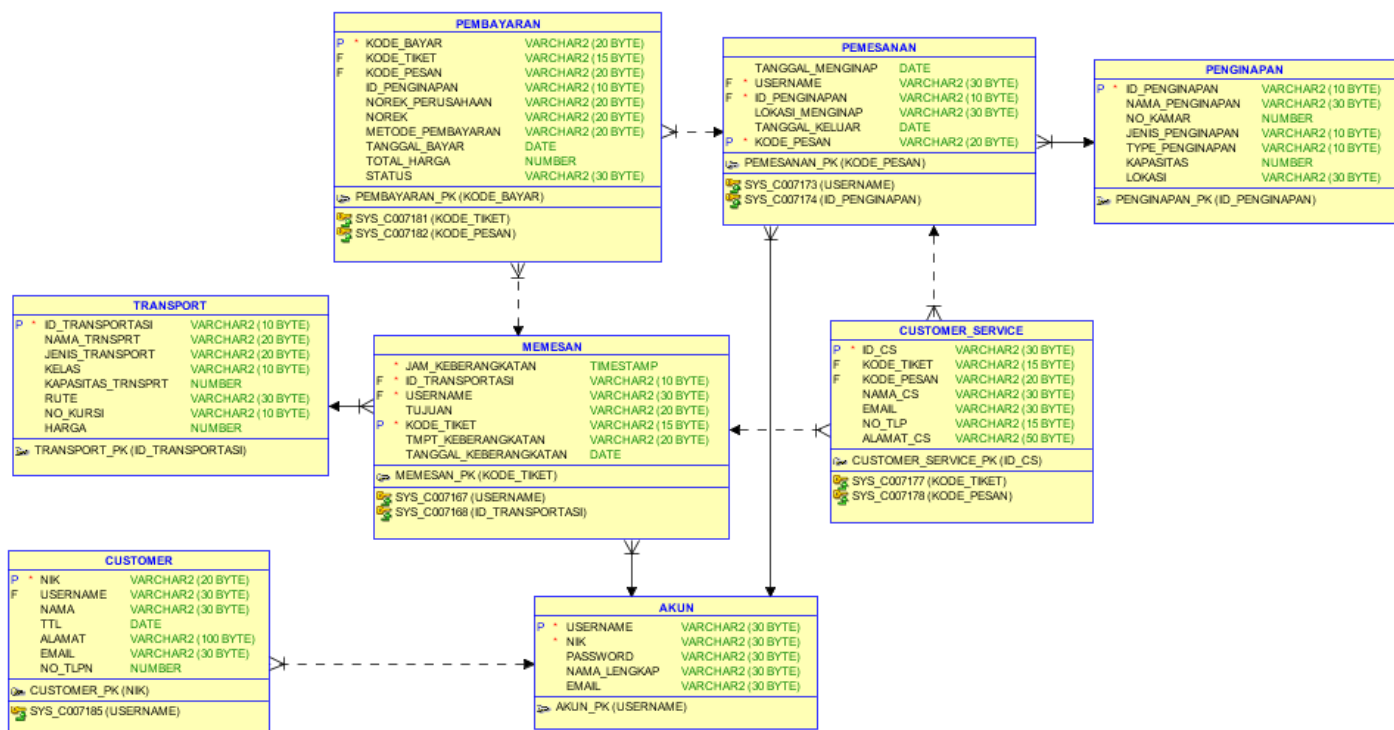 PEMBAYARAN
P * KODE_BAYAR VARCHAR2 (20 BYTE)
F KODE_TIKET VARCHAR2 (15 BYTE)
F KODE_PESAN VARCHAR2 (20 BYTE)
ID_PENGINAPAN VARCHAR2 (10 BYTE)
NOREK_PERUSAHAAN VARCHAR2 (20 BYTE)
NOREK VARCHAR2 (20 BYTE)
METODE_PEMBAYARAN VARCHAR2 (20 BYTE)
TANGGAL_BAYAR DATE
TOTAL_HARGA NUMBER
STATUS VARCHAR2 (30 BYTE)
PEMBAYARAN_PK (KODE_BAYAR)
SYS_C007181 (KODE_TIKET)
SYS_C007182 (KODE_PESAN)
PEMESANAN
TANGGAL_MENGINAP DATE
F * USERNAME VARCHAR2 (30 BYTE)
F * ID_PENGINAPAN VARCHAR2 (10 BYTE)
LOKASI_MENGINAP VARCHAR2 (30 BYTE)
TANGGAL_KELUAR DATE
P * KODE_PESAN VARCHAR2 (20 BYTE)
PEMESANAN_PK (KODE_PESAN)
SYS_C007173 (USERNAME)
SYS_C007174 (ID_PENGINAPAN)
PENGINAPAN
P * ID_PENGINAPAN VARCHAR2 (10 BYTE)
NAMA_PENGINAPAN VARCHAR2 (30 BYTE)
NO_KAMAR NUMBER
JENIS_PENGINAPAN VARCHAR2 (10 BYTE)
TYPE_PENGINAPAN VARCHAR2 (10 BYTE)
KAPASITAS NUMBER
LOKASI VARCHAR2 (30 BYTE)
PENGINAPAN_PK (ID_PENGINAPAN)
TRANSPORT
P * ID_TRANSPORTASI VARCHAR2 (10 BYTE)
NAMA_TRNSPRT VARCHAR2 (20 BYTE)
JENIS_TRANSPORT VARCHAR2 (20 BYTE)
KELAS VARCHAR2 (10 BYTE)
KAPASITAS_TRNSPRT NUMBER
RUTE VARCHAR2 (30 BYTE)
NO_KURSI VARCHAR2 (10 BYTE)
HARGA NUMBER
TRANSPORT_PK (ID_TRANSPORTASI)
MEMESAN
* JAM_KEBERANGKATAN TIMESTAMP
F * ID_TRANSPORTASI VARCHAR2 (10 BYTE)
F * USERNAME VARCHAR2 (30 BYTE)
TUJUAN VARCHAR2 (20 BYTE)
P * KODE_TIKET VARCHAR2 (15 BYTE)
TMPT_KEBERANGKATAN VARCHAR2 (20 BYTE)
TANGGAL_KEBERANGKATAN DATE
MEMESAN_PK (KODE_TIKET)
SYS_C007167 (USERNAME)
SYS_C007168 (ID_TRANSPORTASI)
CUSTOMER_SERVICE
P * ID_CS VARCHAR2 (30 BYTE)
F KODE_TIKET VARCHAR2 (15 BYTE)
F KODE_PESAN VARCHAR2 (20 BYTE)
NAMA_CS VARCHAR2 (30 BYTE)
EMAIL VARCHAR2 (30 BYTE)
NO_TLP VARCHAR2 (15 BYTE)
ALAMAT_CS VARCHAR2 (50 BYTE)
CUSTOMER_SERVICE_PK (ID_CS)
SYS_C007177 (KODE_TIKET)
SYS_C007178 (KODE_PESAN)
CUSTOMER
P * NIK VARCHAR2 (20 BYTE)
F USERNAME VARCHAR2 (30 BYTE)
NAMA VARCHAR2 (30 BYTE)
TTL DATE
ALAMAT VARCHAR2 (100 BYTE)
EMAIL VARCHAR2 (30 BYTE)
NO_TLPN NUMBER
CUSTOMER_PK (NIK)
SYS_C007185 (USERNAME)
AKUN
P * USERNAME VARCHAR2 (30 BYTE)
* NIK VARCHAR2 (30 BYTE)
PASSWORD VARCHAR2 (30 BYTE)
NAMA_LENGKAP VARCHAR2 (30 BYTE)
EMAIL VARCHAR2 (30 BYTE)
AKUN_PK (USERNAME)